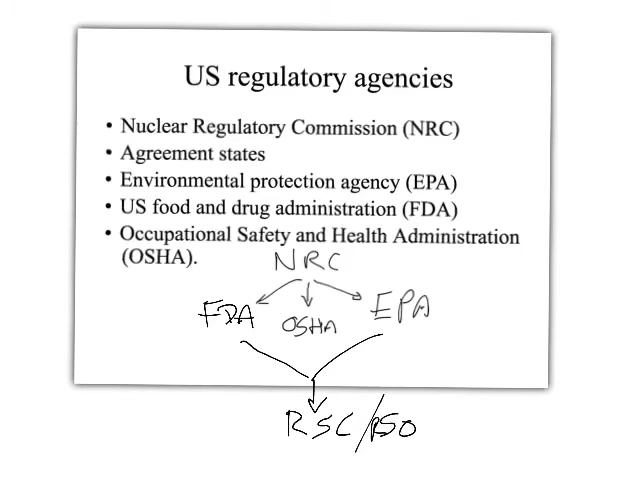 US regulatory agencies
• Nuclear Regulatory Commission (NRC)
• Agreement states
• Environmental protection agency (EPA)
• US food and drug administration (FDA)
• Occupational Safety and Health Administration
(OSHA).
NRC
FDA OSHA EPA
RSC/RSO